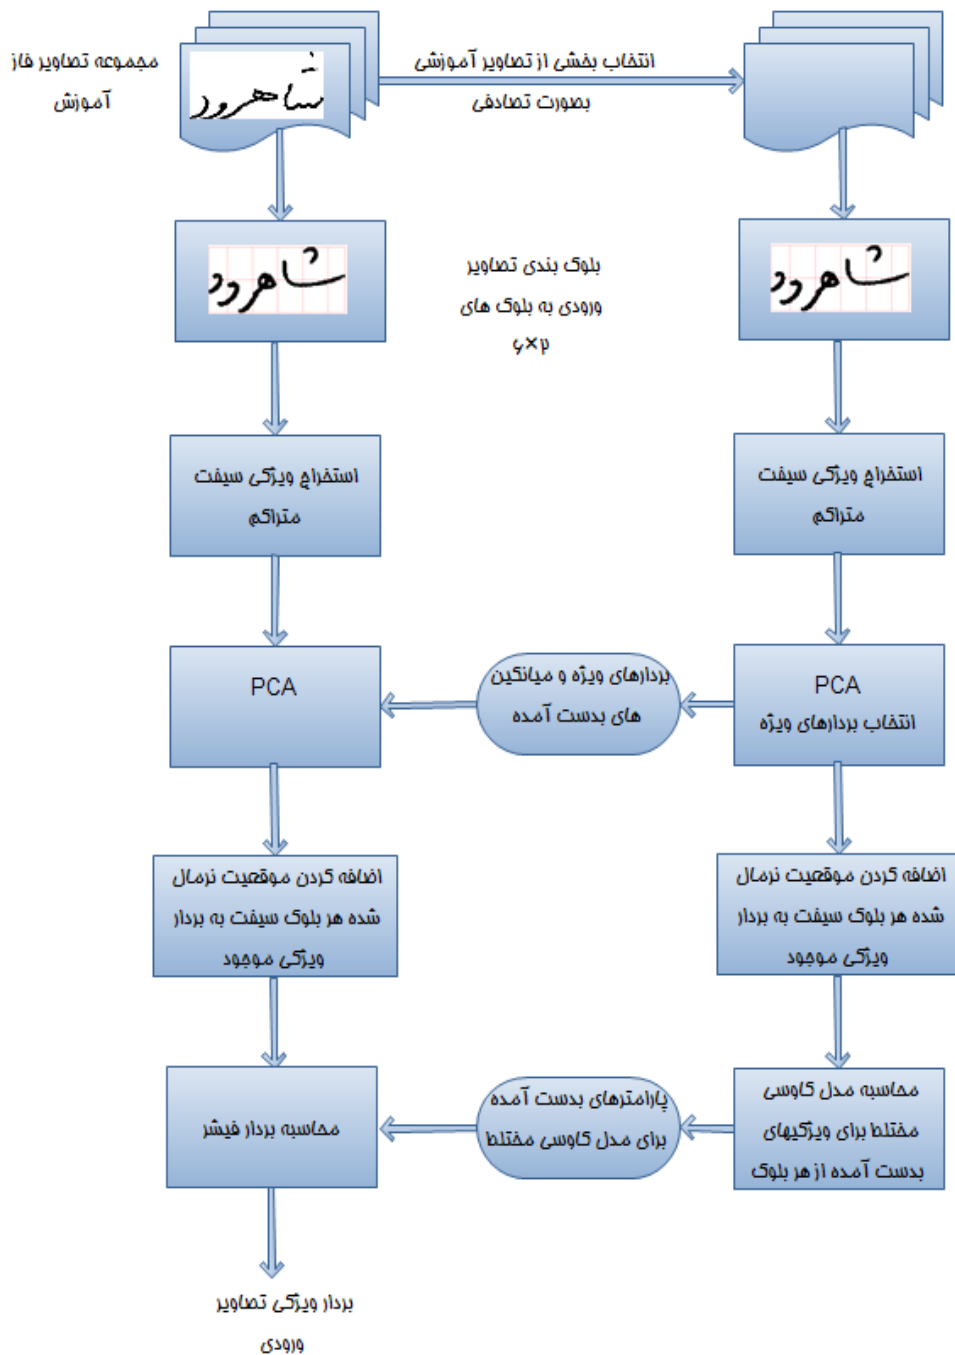 مجموعه تصاویر فاز
آموزش
شاهرود
انتخاب بخشی از تصاویر آموزشی
بصورت تصادفی
شاهرود
بلوک بندی تصاویر
ورودی به بلوک های
۶×۲
شاهرود
استخراج ویژگی سیفت
متراکم
استخراج ویژگی سیفت
متراکم
PCA
بردارهای ویژه و میانگین
های بدست آمده
PCA
انتخاب بردارهای ویژه
اضافه کردن موقعیت نرمال
شده هر بلوک سیفت به بردار
ویژگی موجود
اضافه کردن موقعیت نرمال
شده هر بلوک سیفت به بردار
ویژگی موجود
محاسبه بردار فیشر
پارامترهای بدست آمده
برای مدل گاوسی مختلط
محاسبه مدل گاوسی
مختلط برای ویژگیهای
بدست آمده از هر بلوک
بردار ویژگی تصاویر
ورودی